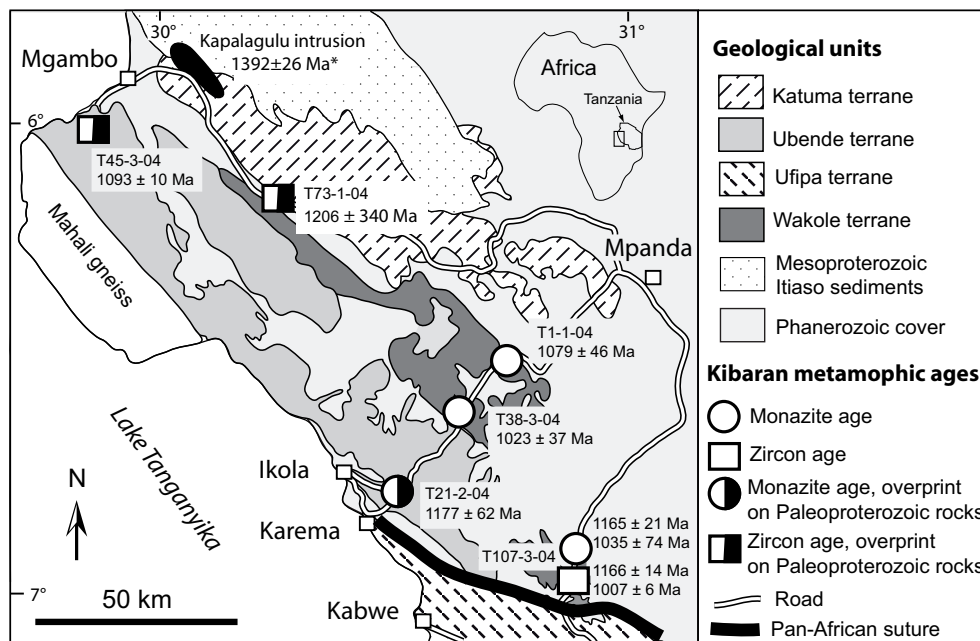 30°
31°
Kapalagulu intrusion
1392±26 Ma*
Mgambo
Africa
Tanzania
6°
T45-3-04
1093 ± 10 Ma
T73-1-04
1206 ± 340 Ma
Mahali gneiss
Mpanda
T1-1-04
1079 ± 46 Ma
T38-3-04
1023 ± 37 Ma
Lake Tanganyika
N
Ikola
T21-2-04
1177 ± 62 Ma
Karema
1165 ± 21 Ma
1035 ± 74 Ma
T107-3-04
1166 ± 14 Ma
1007 ± 6 Ma
7°
50 km
Kabwe
Geological units
Katuma terrane
Ubende terrane
Ufipa terrane
Wakole terrane
Mesoproterozoic
Itiaso sediments
Phanerozoic cover
Kibaran metamophic ages
Monazite age
Zircon age
Monazite age, overprint
on Paleoproterozoic rocks
Zircon age, overprint
on Paleoproterozoic rocks
Road
Pan-African suture